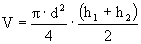 V = π · d² / 4 · (h₁ + h₂) / 2